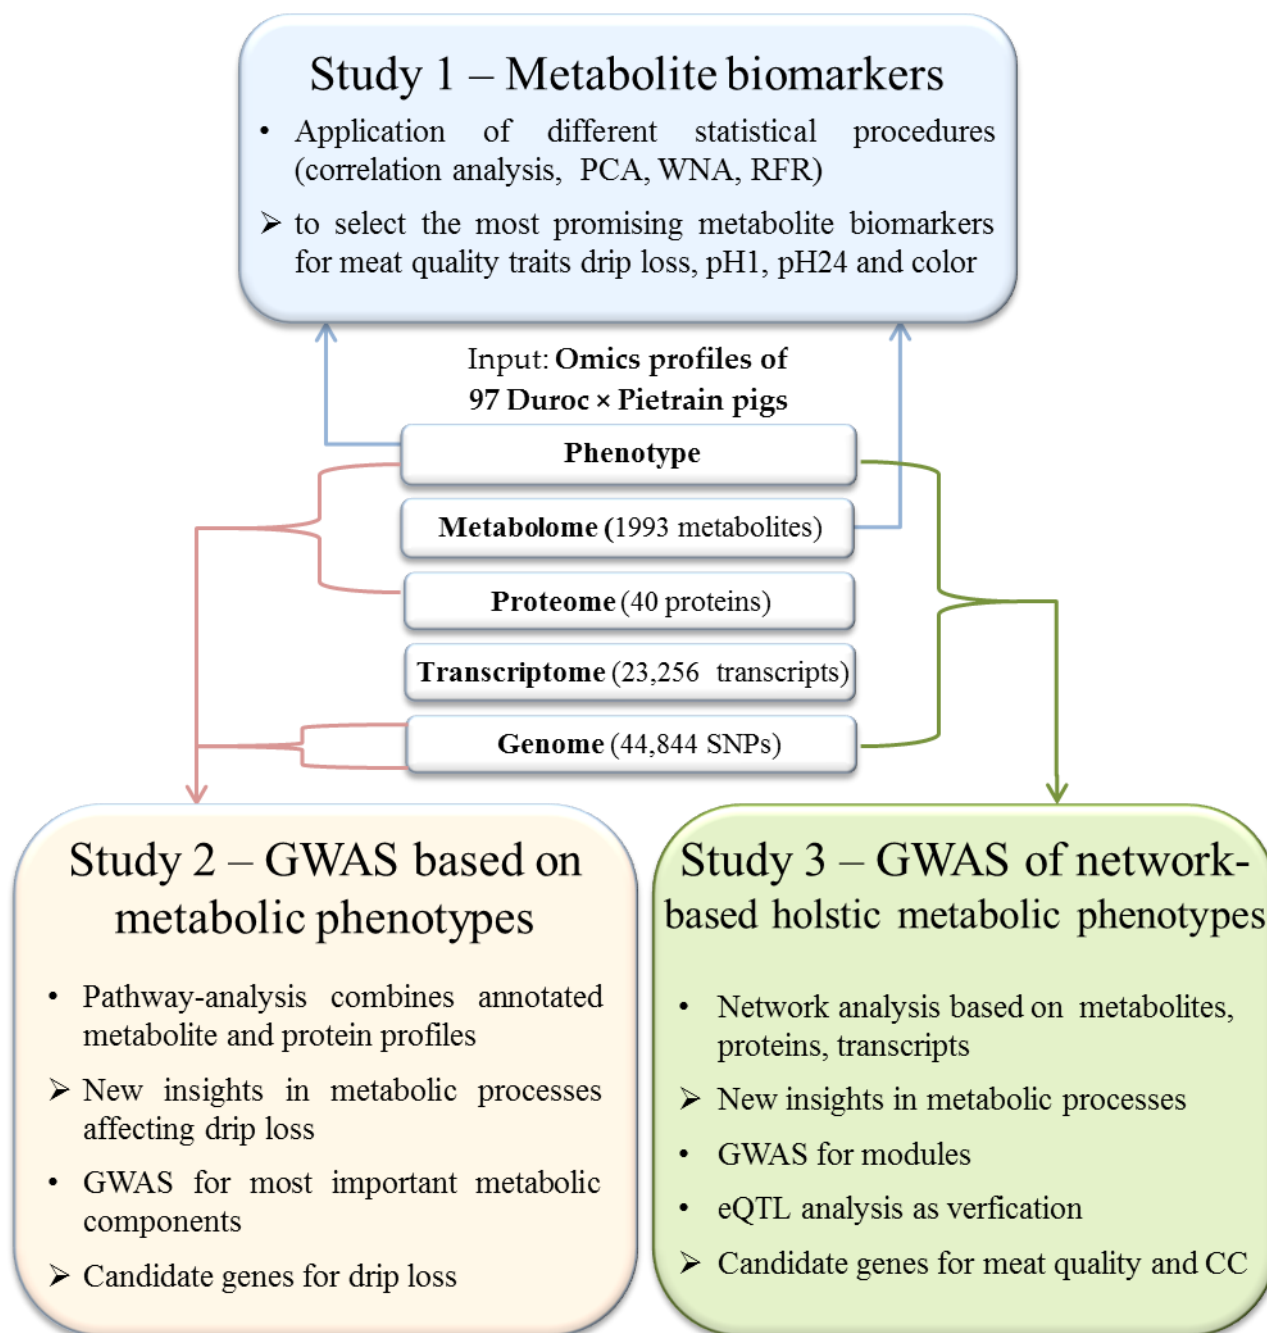 Study 1 – Metabolite biomarkers
• Application of different statistical procedures
(correlation analysis, PCA, WNA, RFR)
➢ to select the most promising metabolite biomarkers
for meat quality traits drip loss, pH1, pH24 and color
Input: Omics profiles of
97 Duroc × Pietrain pigs
Phenotype
Metabolome (1993 metabolites)
Proteome (40 proteins)
Transcriptome (23,256 transcripts)
Genome (44,844 SNPs)
Study 2 – GWAS based on
metabolic phenotypes
• Pathway-analysis combines annotated
metabolite and protein profiles
➢ New insights in metabolic processes
affecting drip loss
• GWAS for most important metabolic
components
➢ Candidate genes for drip loss
Study 3 – GWAS of network-
based holstic metabolic phenotypes
• Network analysis based on metabolites,
proteins, transcripts
➢ New insights in metabolic processes
• GWAS for modules
• eQTL analysis as verfication
➢ Candidate genes for meat quality and CC